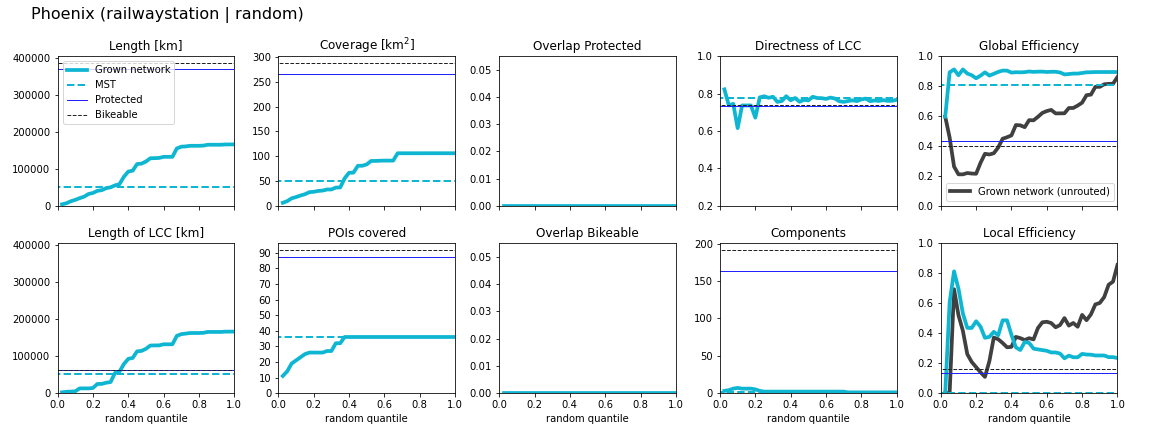 Phoenix (railwaystation | random)
Length [km]
Coverage [km²]
Overlap Protected
Directness of LCC
Global Efficiency
400000
300000
200000
100000
0
Grown network
MST
Protected
Bikeable
300
250
200
150
100
50
0
0.05
0.04
0.03
0.02
0.01
0.00
1.0
0.8
0.6
0.4
0.2
1.0
0.8
0.6
0.4
0.2
0.0
Grown network (unrouted)
Length of LCC [km]
POIs covered
Overlap Bikeable
Components
Local Efficiency
400000
300000
200000
100000
0
0.0 0.2 0.4 0.6 0.8 1.0
random quantile
90
80
70
60
50
40
30
20
10
0
0.0 0.2 0.4 0.6 0.8 1.0
random quantile
0.05
0.04
0.03
0.02
0.01
0.00
0.0 0.2 0.4 0.6 0.8 1.0
random quantile
200
150
100
50
0
0.0 0.2 0.4 0.6 0.8 1.0
random quantile
1.0
0.8
0.6
0.4
0.2
0.0
0.0 0.2 0.4 0.6 0.8 1.0
random quantile